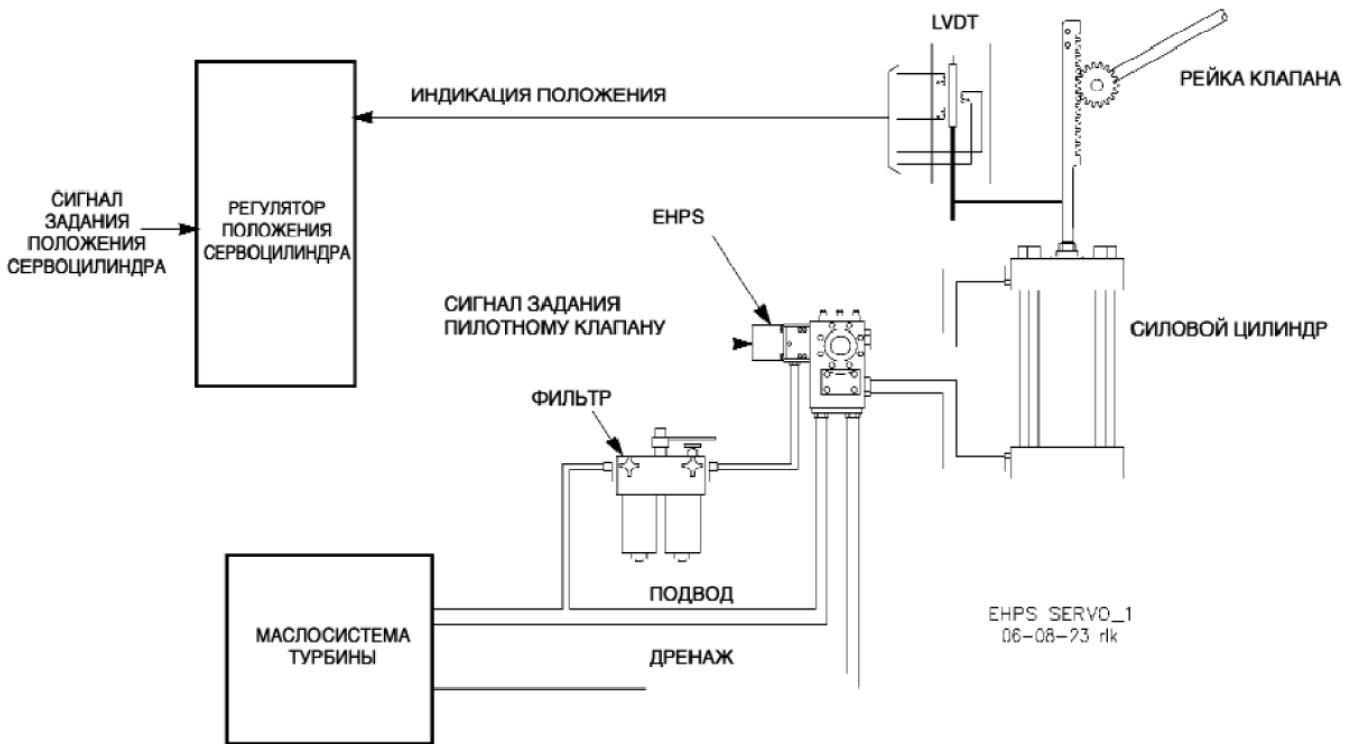 LVDT
РЕЙКА КЛАПАНА
ИНДИКАЦИЯ ПОЛОЖЕНИЯ
СИГНАЛ
ЗАДАНИЯ
ПОЛОЖЕНИЯ
СЕРВОЦИЛИНДРА
РЕГУЛЯТОР
ПОЛОЖЕНИЯ
СЕРВОЦИЛИНДРА
EHPS
СИГНАЛ ЗАДАНИЯ
ПИЛОТНОМУ КЛАПАНУ
СИЛОВОЙ ЦИЛИНДР
ФИЛЬТР
ПОДВОД
МАСЛОСИСТЕМА
ТУРБИНЫ
ДРЕНАЖ
EHPS SERVO_1
06-08-23 rlk